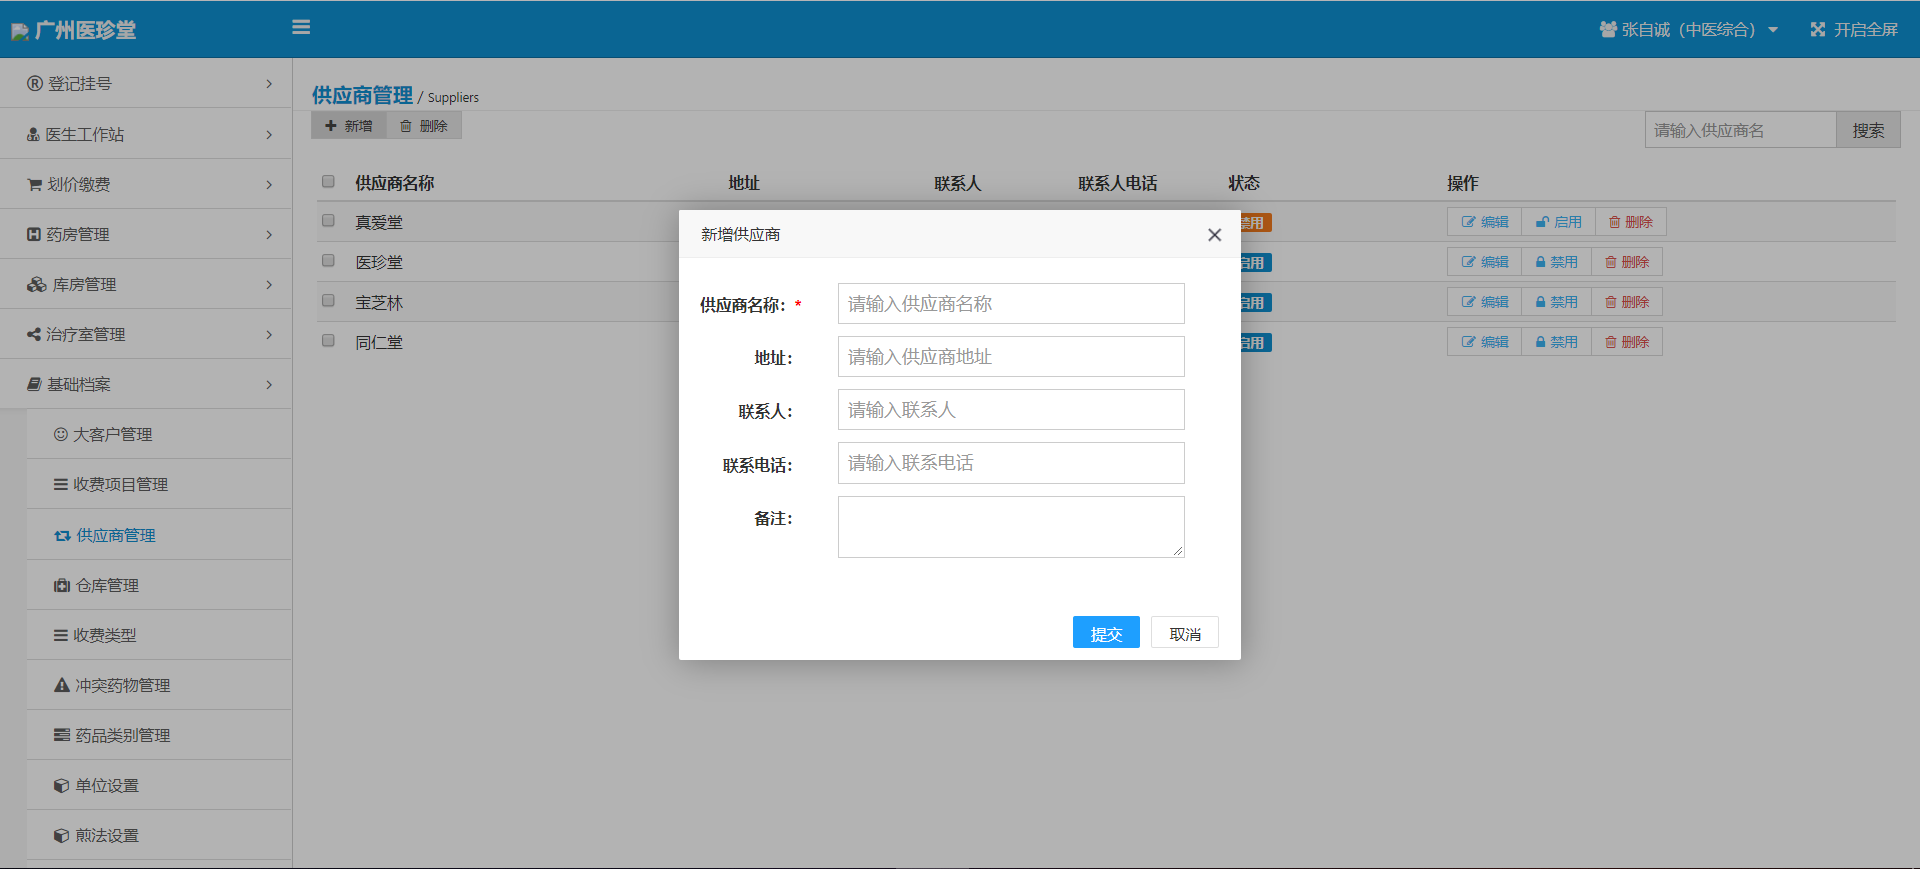 广州医珍堂
张自诚（中医综合）
开启全屏
登记挂号
医生工作站
划价缴费
药房管理
库房管理
治疗室管理
基础档案
大客户管理
收费项目管理
供应商管理
仓库管理
收费类型
冲突药物管理
药品类别管理
单位设置
煎法设置
供应商管理 / Suppliers
新增 删除
请输入供应商名 搜索
供应商名称 地址 联系人 联系人电话 状态 操作
真爱堂 禁用 编辑 启用 删除
医珍堂 启用 编辑 禁用 删除
宝芝林 启用 编辑 禁用 删除
同仁堂 启用 编辑 禁用 删除
新增供应商
供应商名称：* 请输入供应商名称
地址： 请输入供应商地址
联系人： 请输入联系人
联系电话： 请输入联系电话
备注：
提交 取消